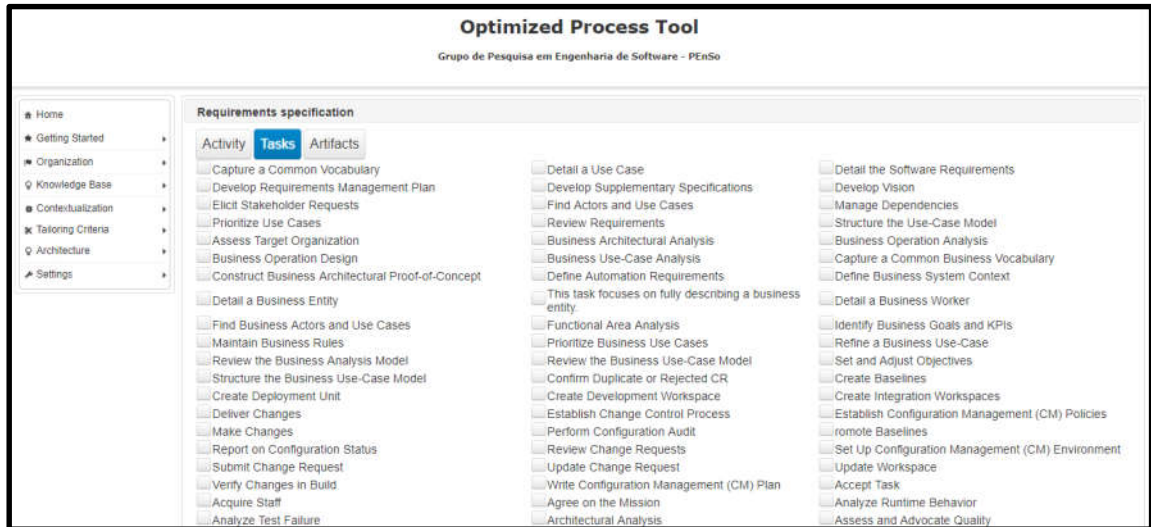 Optimized Process Tool
Grupo de Pesquisa em Engenharia de Software - PEnSo
Home
Getting Started
Organization
Knowledge Base
Contextualization
Tailoring Criteria
Architecture
Settings
Requirements specification
Activity Tasks Artifacts
Capture a Common Vocabulary Detail a Use Case Detail the Software Requirements
Develop Requirements Management Plan Develop Supplementary Specifications Develop Vision
Elicit Stakeholder Requests Find Actors and Use Cases Manage Dependencies
Prioritize Use Cases Review Requirements Structure the Use-Case Model
Assess Target Organization Business Architectural Analysis Business Operation Analysis
Business Operation Design Business Use-Case Analysis Capture a Common Business Vocabulary
Construct Business Architectural Proof-of-Concept Define Automation Requirements Define Business System Context
Detail a Business Entity This task focuses on fully describing a business entity. Detail a Business Worker
Find Business Actors and Use Cases Functional Area Analysis Identify Business Goals and KPIs
Maintain Business Rules Prioritize Business Use Cases Refine a Business Use-Case
Review the Business Analysis Model Review the Business Use-Case Model Set and Adjust Objectives
Structure the Business Use-Case Model Confirm Duplicate or Rejected CR Create Baselines
Create Deployment Unit Create Development Workspace Create Integration Workspaces
Deliver Changes Establish Change Control Process Establish Configuration Management (CM) Policies
Make Changes Perform Configuration Audit romote Baselines
Report on Configuration Status Review Change Requests Set Up Configuration Management (CM) Environment
Submit Change Request Update Change Request Update Workspace
Verify Changes in Build Write Configuration Management (CM) Plan Accept Task
Acquire Staff Agree on the Mission Analyze Runtime Behavior
Analyze Test Failure Architectural Analysis Assess and Advocate Quality